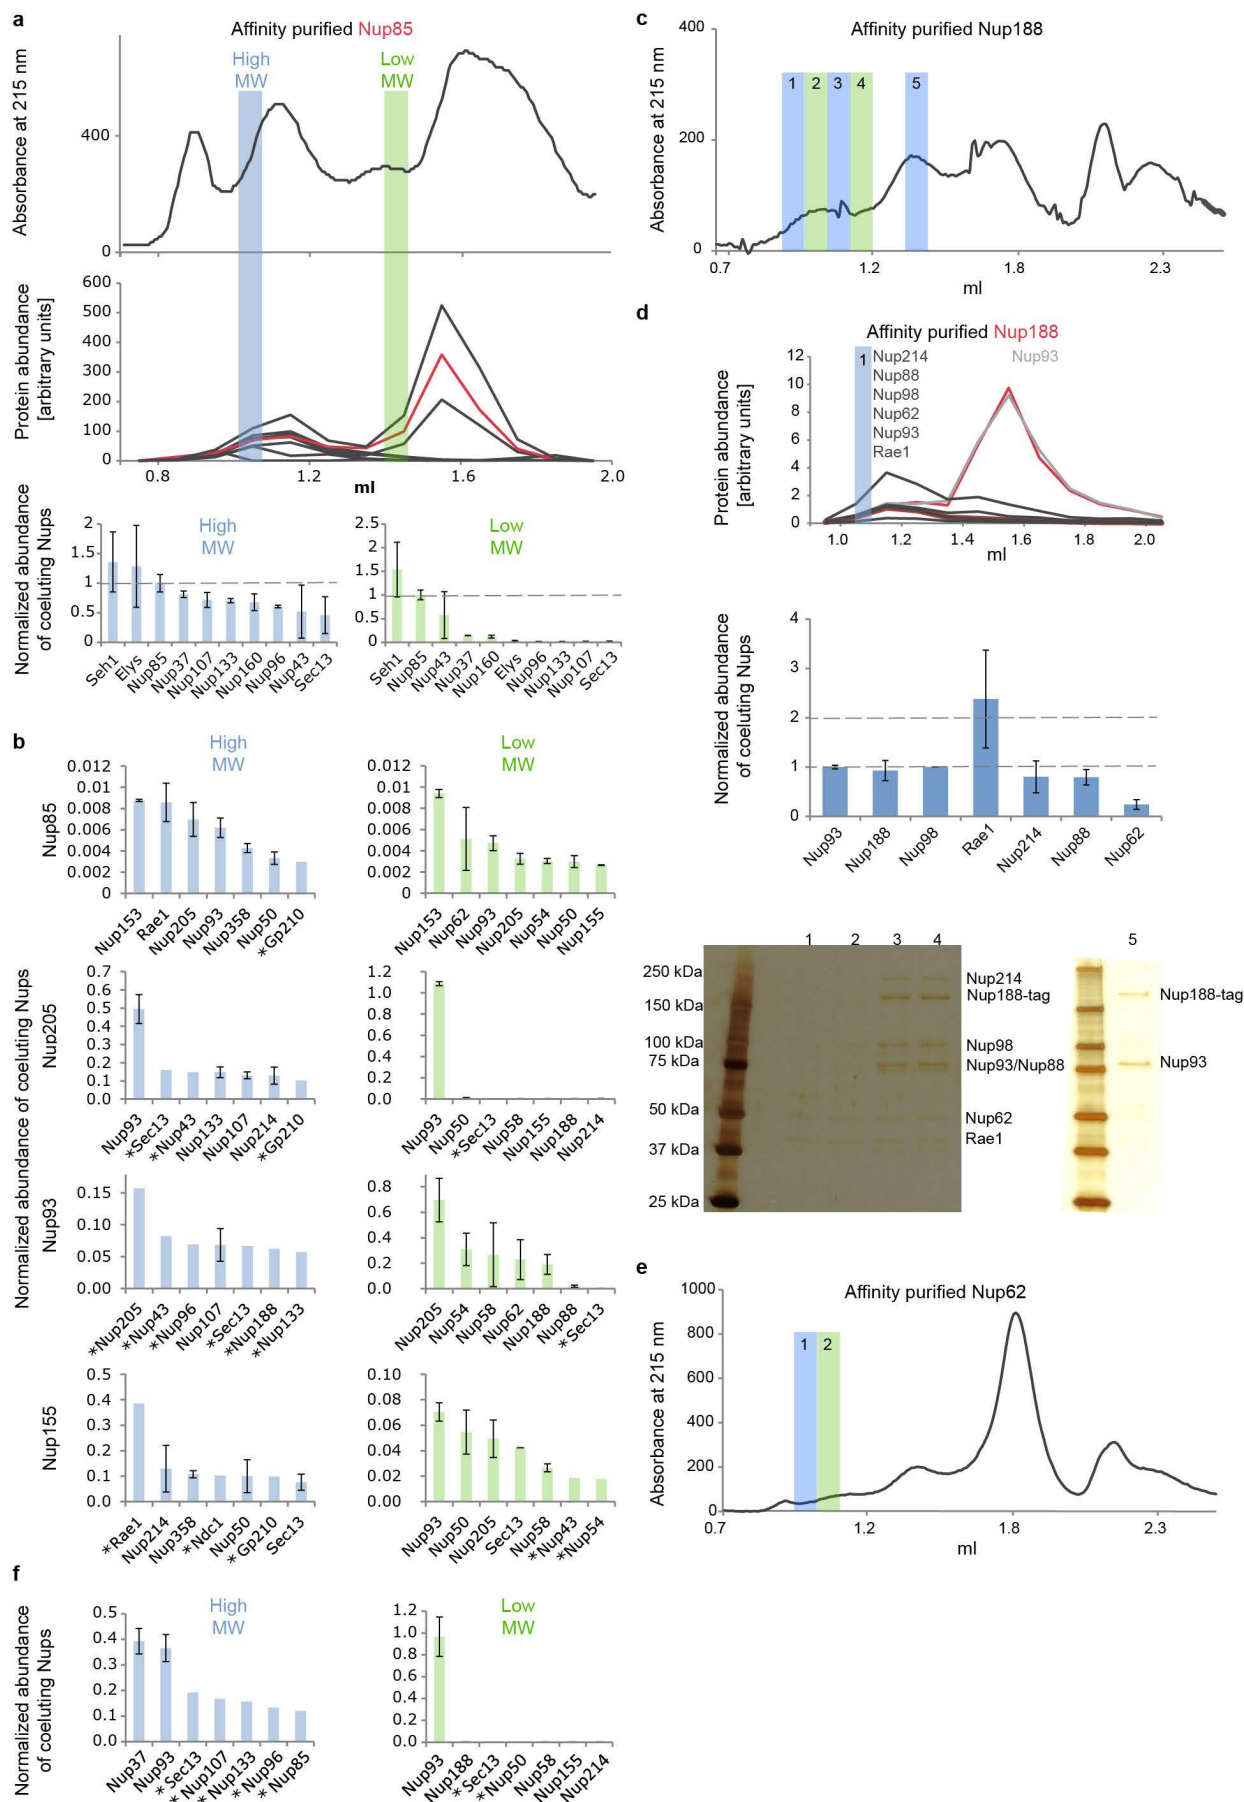 a
Affinity purified Nup85
High
MW
Low
MW
Absorbance at 215 nm
400
0
Protein abundance
[arbitrary units]
600
500
400
300
200
100
0
0.8
1.2
1.6
2.0
ml
Normalized abundance
of coeluting Nups
High
MW
2
1.5
1
0.5
0
Seh1
Elys
Nup85
Nup37
Nup107
Nup133
Nup160
Nup96
Nup43
Sec13
Low
MW
2.5
2
1.5
1
0.5
0
Seh1
Nup85
Nup43
Nup37
Nup160
Elys
Nup96
Nup133
Nup107
Sec13
b
Normalized abundance of coeluting Nups
High
MW
Low
MW
Nup85
0.012
0.01
0.008
0.006
0.004
0.002
0
Nup153
Rae1
Nup205
Nup93
Nup358
Nup50
*Gp210
0.012
0.01
0.008
0.006
0.004
0.002
0
Nup153
Nup62
Nup93
Nup205
Nup54
Nup50
Nup155
Nup205
0.7
0.6
0.5
0.4
0.3
0.2
0.1
0.0
Nup93
*Sec13
*Nup43
Nup133
Nup107
Nup214
*Gp210
1.2
1.0
0.8
0.6
0.4
0.2
0.0
Nup93
Nup50
*Sec13
Nup58
Nup155
Nup188
Nup214
Nup93
0.15
0.10
0.05
0.00
*Nup205
*Nup43
*Nup96
Nup107
*Sec13
*Nup188
*Nup133
0.8
0.6
0.4
0.2
0.0
Nup205
Nup54
Nup58
Nup62
Nup188
Nup88
*Sec13
Nup155
0.5
0.4
0.3
0.2
0.1
0.0
*Rae1
Nup214
Nup358
*Ndc1
Nup50
*Gp210
Sec13
0.10
0.08
0.06
0.04
0.02
0.00
Nup93
Nup50
Nup205
Sec13
Nup58
*Nup43
*Nup54
f
Normalized abundance
of coeluting Nups
High
MW
0.5
0.4
0.3
0.2
0.1
0.0
Nup37
Nup93
* Sec13
* Nup107
* Nup133
* Nup96
* Nup85
Low
MW
1.2
1.0
0.8
0.6
0.4
0.2
0.0
Nup93
Nup188
* Sec13
*Nup50
Nup58
Nup155
Nup214
c
Affinity purified Nup188
Absorbance at 215 nm
400
200
0
1 2 3 4 5
0.7
1.2
1.8
2.3
ml
d
Affinity purified Nup188
Protein abundance
[arbitrary units]
12
10
8
6
4
2
0
1
Nup214
Nup88
Nup98
Nup62
Nup93
Rae1
Nup93
1.0
1.2
1.4
1.6
1.8
2.0
ml
Normalized abundance
of coeluting Nups
4
3
2
1
0
Nup93
Nup188
Nup98
Rae1
Nup214
Nup88
Nup62
1 2 3 4
250 kDa
150 kDa
100 kDa
75 kDa
50 kDa
37 kDa
25 kDa
Nup214
Nup188-tag
Nup98
Nup93/Nup88
Nup62
Rae1
5
Nup188-tag
Nup93
e
Affinity purified Nup62
Absorbance at 215 nm
1000
800
600
400
200
0
1 2
0.7
1.2
1.8
2.3
ml